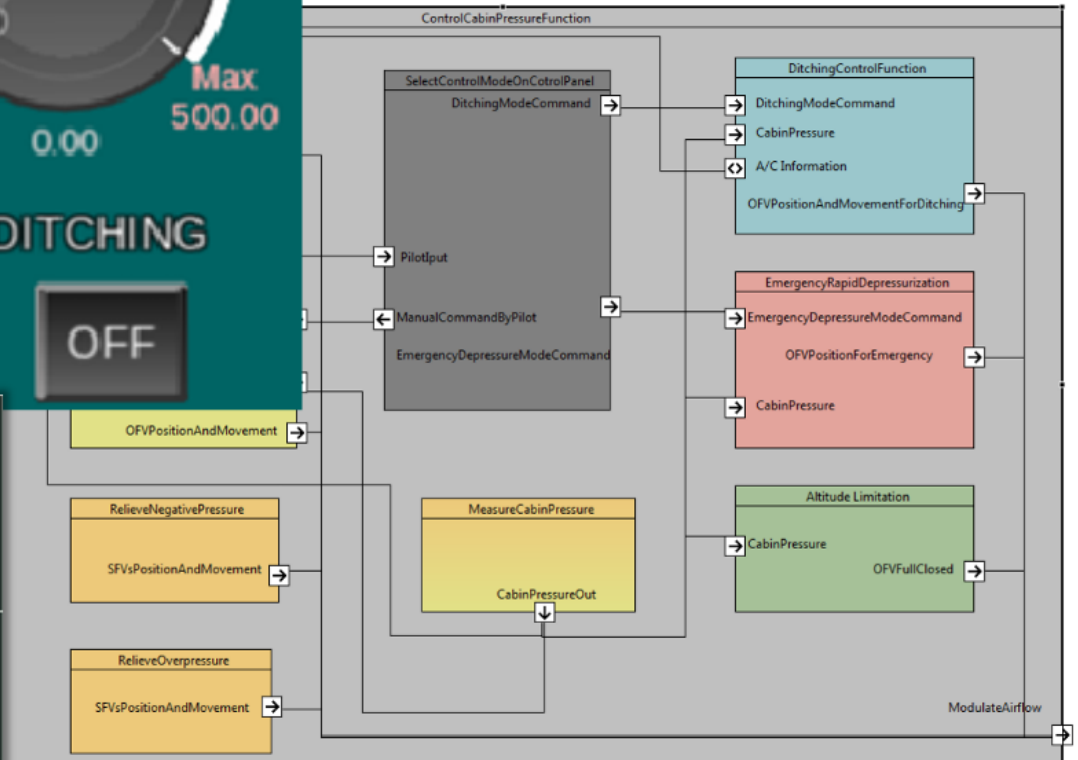 ControlCabinPressureFunction
Max
500.00
0.00
DITCHING
OFF
SelectControlModeOnCotrolPanel
DitchingModeCommand
PilotIput
ManualCommandByPilot
EmergencyDepressureModeCommand
DitchingControlFunction
DitchingModeCommand
CabinPressure
A/C Information
OFVPositionAndMovementForDitching
EmergencyRapidDepressurization
EmergencyDepressureModeCommand
OFVPositionForEmergency
CabinPressure
OFVPositionAndMovement
RelieveNegativePressure
SFVsPositionAndMovement
MeasureCabinPressure
CabinPressureOut
Altitude Limitation
CabinPressure
OFVFullClosed
RelieveOverpressure
SFVsPositionAndMovement
ModulateAirflow